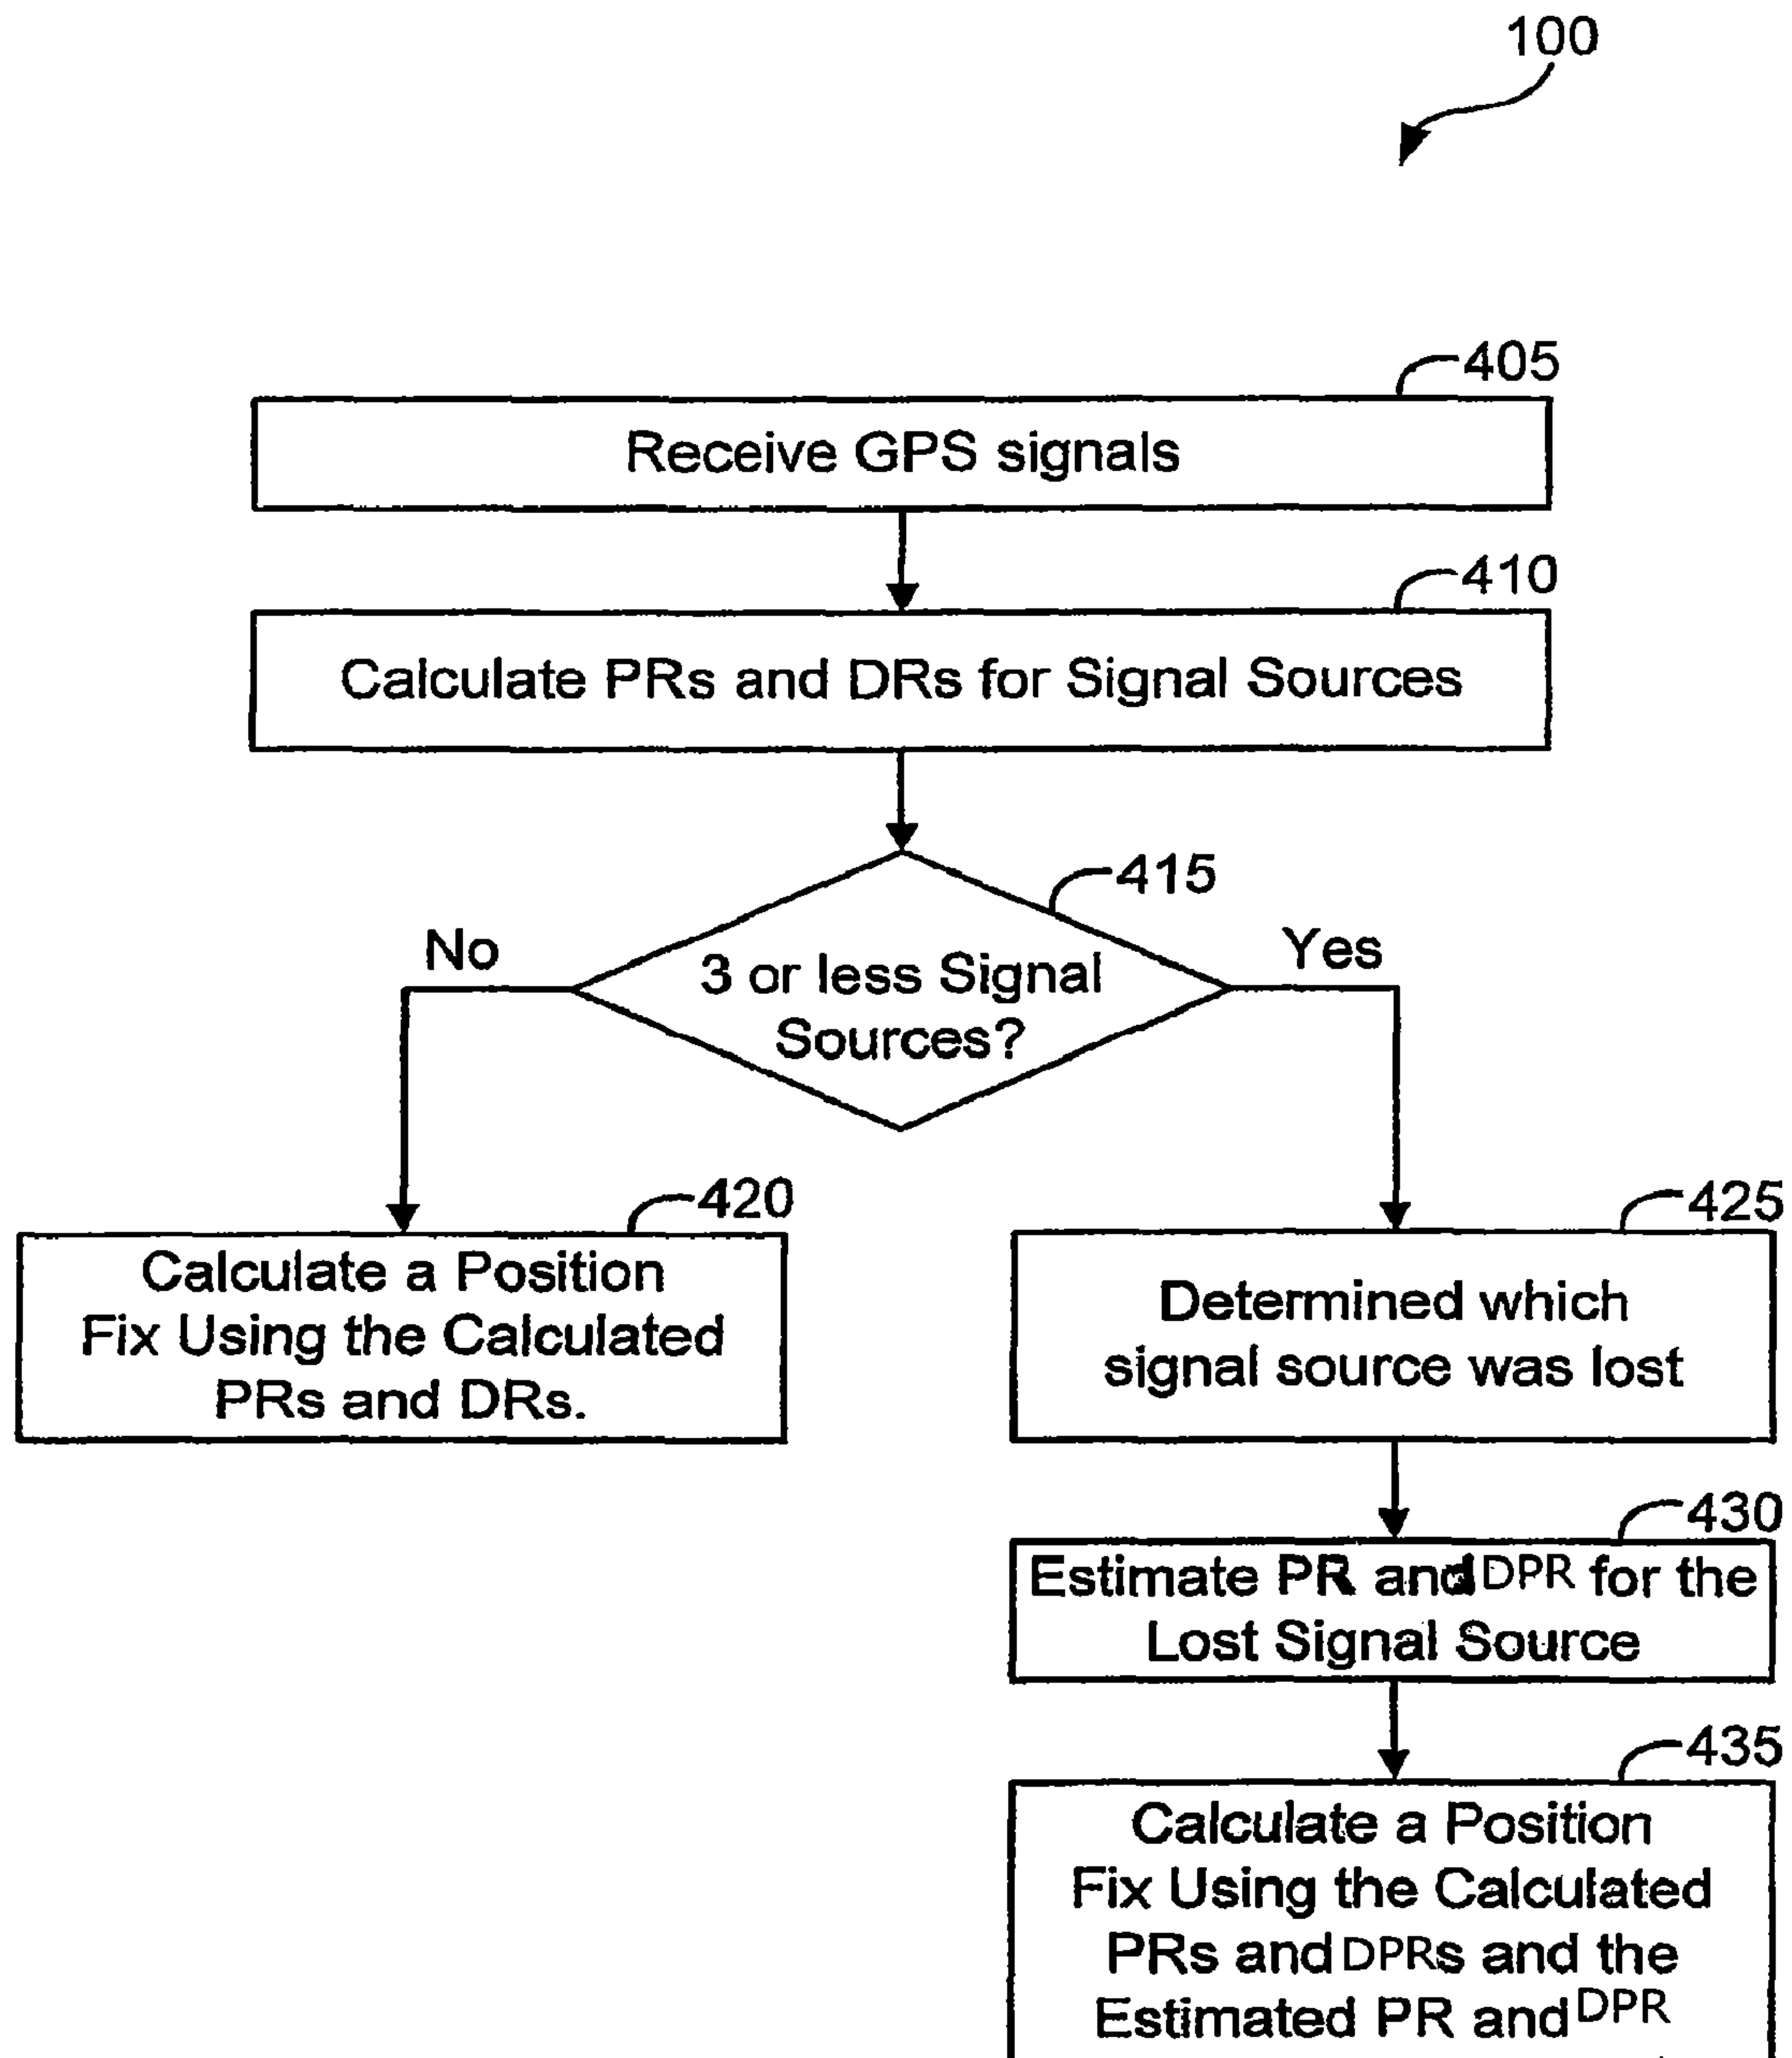 100
405
Receive GPS signals
410
Calculate PRs and DRs for Signal Sources
415
No
Yes
3 or less Signal
Sources?
420
Calculate a Position
Fix Using the Calculated
PRs and DRs.
425
Determined which
signal source was lost
430
Estimate PR and DPR for the
Lost Signal Source
435
Calculate a Position
Fix Using the Calculated
PRs and DPRs and the
Estimated PR and DPR